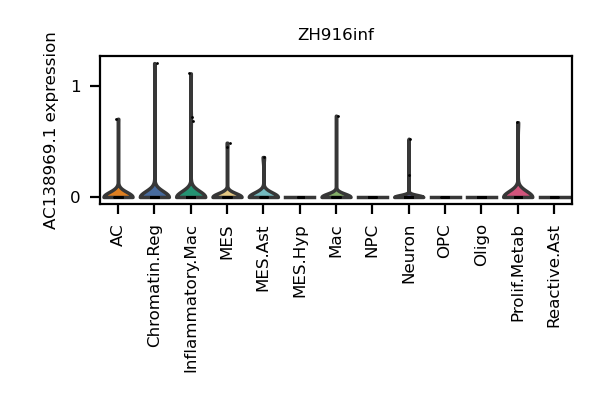 ZH916inf
AC138969.1 expression
1
0
AC
Chromatin.Reg
Inflammatory.Mac
MES
MES.Ast
MES.Hyp
Mac
NPC
Neuron
OPC
Oligo
Prolif.Metab
Reactive.Ast